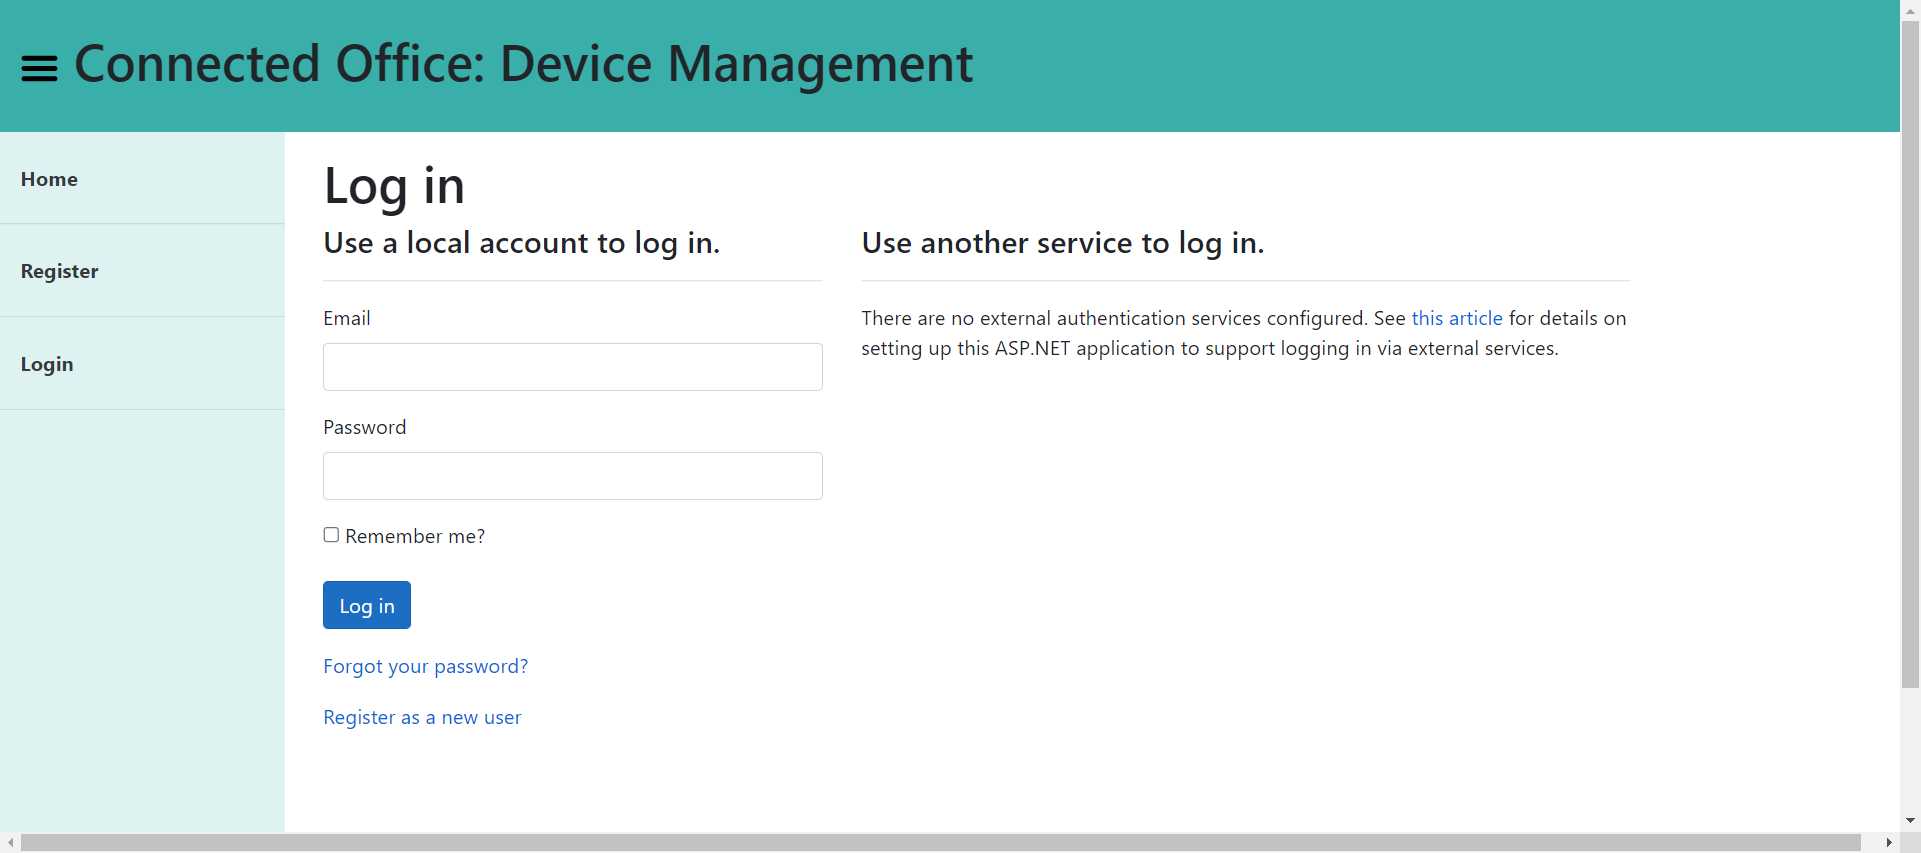 Connected Office: Device Management
Home
Register
Login
Log in
Use a local account to log in.
Email
Password
Remember me?
Log in
Forgot your password?
Register as a new user
Use another service to log in.
There are no external authentication services configured. See this article for details on
setting up this ASP.NET application to support logging in via external services.